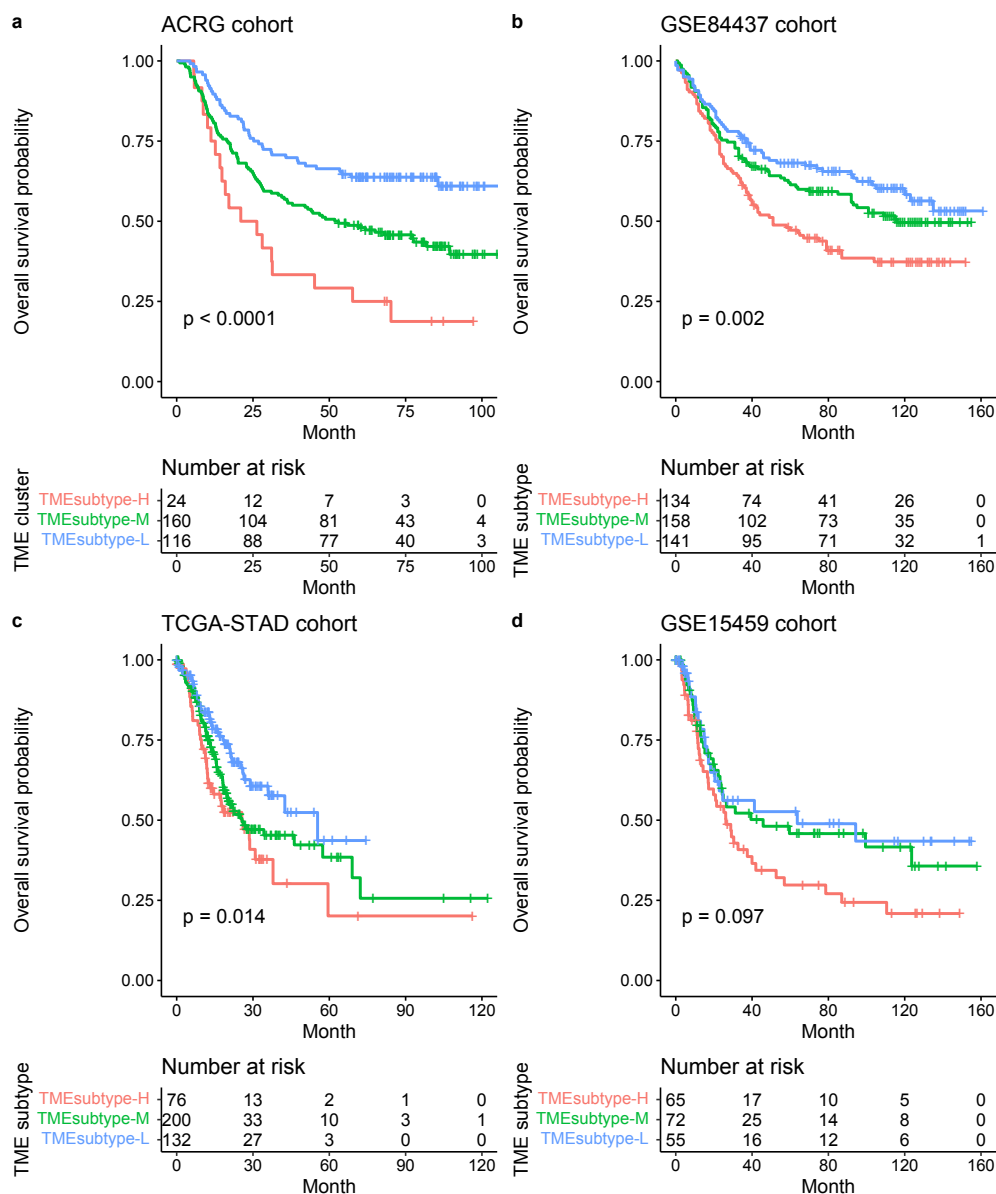 a
ACRG cohort
Overall survival probability
1.00
0.75
0.50
0.25
0.00
p < 0.0001
0 25 50 75 100
Month
Number at risk
TME cluster
TMEsubtype-H 24 12 7 3 0
TMEsubtype-M 160 104 81 43 4
TMEsubtype-L 116 88 77 40 3
0 25 50 75 100
Month
b
GSE84437 cohort
Overall survival probability
1.00
0.75
0.50
0.25
0.00
p = 0.002
0 40 80 120 160
Month
Number at risk
TME subtype
TMEsubtype-H 134 74 41 26 0
TMEsubtype-M 158 102 73 35 0
TMEsubtype-L 141 95 71 32 1
0 40 80 120 160
Month
c
TCGA-STAD cohort
Overall survival probability
1.00
0.75
0.50
0.25
0.00
p = 0.014
0 30 60 90 120
Month
Number at risk
TME subtype
TMEsubtype-H 76 13 2 1 0
TMEsubtype-M 200 33 10 3 1
TMEsubtype-L 132 27 3 0 0
0 30 60 90 120
Month
d
GSE15459 cohort
Overall survival probability
1.00
0.75
0.50
0.25
0.00
p = 0.097
0 40 80 120 160
Month
Number at risk
TME subtype
TMEsubtype-H 65 17 10 5 0
TMEsubtype-M 72 25 14 8 0
TMEsubtype-L 55 16 12 6 0
0 40 80 120 160
Month